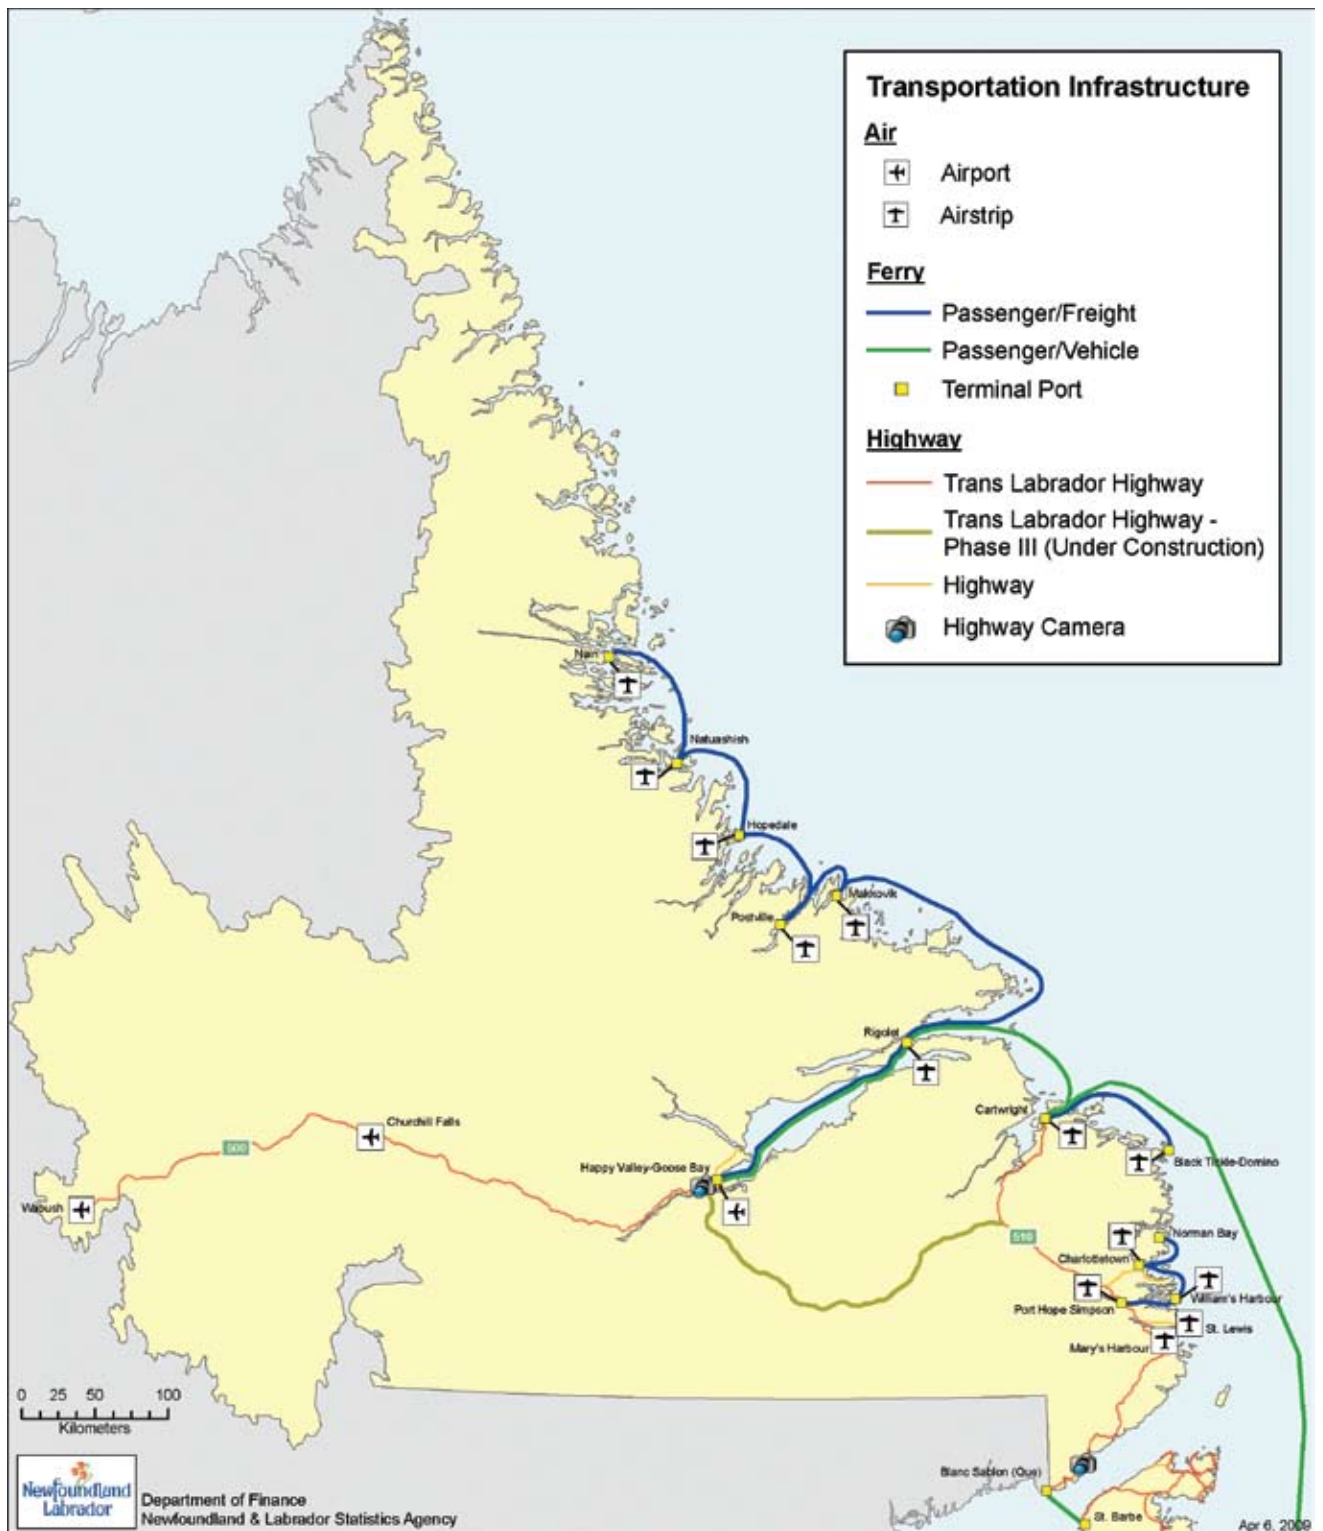 Transportation Infrastructure
Air
Airport
Airstrip
Ferry
Passenger/Freight
Passenger/Vehicle
Terminal Port
Highway
Trans Labrador Highway
Trans Labrador Highway -
Phase III (Under Construction)
Highway
Highway Camera
Nain
Natuashish
Hopedale
Makkovik
Postville
Rigolet
Cartwright
Churchill Falls
500
Black Tickle-Domino
Happy Valley-Goose Bay
Wabush
Norman Bay
510
Charlottetown
William's Harbour
Port Hope Simpson
St. Lewis
Mary's Harbour
0 25 50 100
Kilometers
Blanc Sablon (Que)
Newfoundland
Labrador
Department of Finance
Newfoundland & Labrador Statistics Agency
St. Barbe
Apr 6, 2009